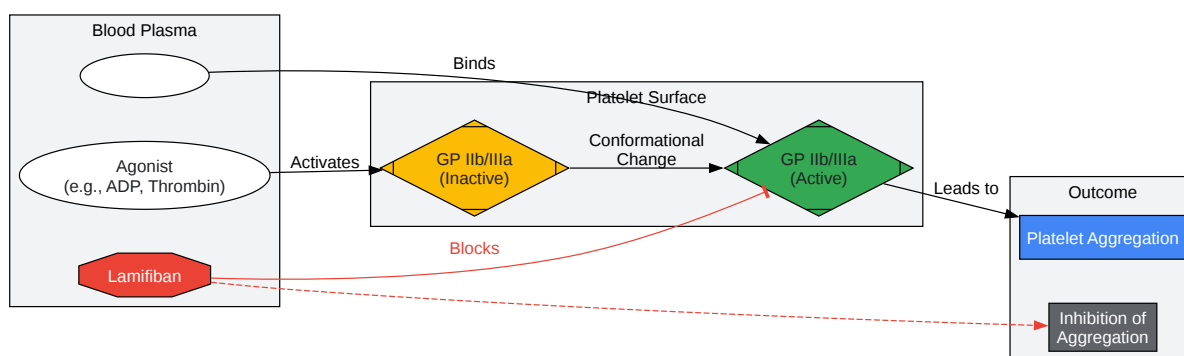 Blood Plasma
Binds
Platelet Surface
Agonist
(e.g., ADP, Thrombin)
Activates
GP IIb/IIIa
(Inactive)
Conformational
Change
GP IIb/IIIa
(Active)
Leads to
Outcome
Platelet Aggregation
Lamifiban
Blocks
Inhibition of
Aggregation